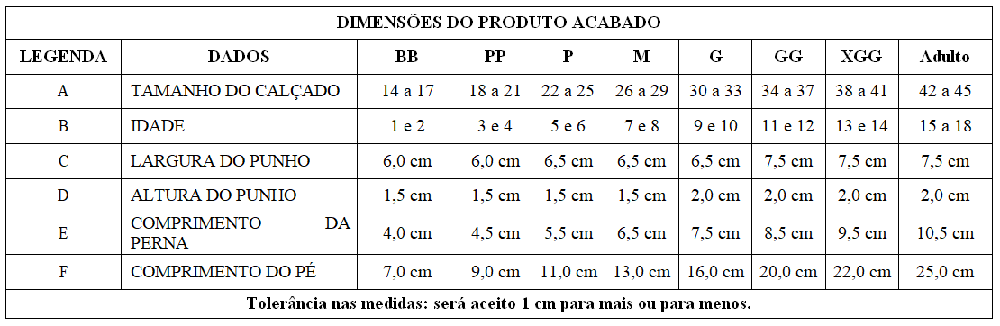 DIMENSÕES DO PRODUTO ACABADO
LEGENDA DADOS BB PP P M G GG XGG Adulto
A TAMANHO DO CALÇADO 14 a 17 18 a 21 22 a 25 26 a 29 30 a 33 34 a 37 38 a 41 42 a 45
B IDADE 1 e 2 3 e 4 5 e 6 7 e 8 9 e 10 11 e 12 13 e 14 15 a 18
C LARGURA DO PUNHO 6,0 cm 6,0 cm 6,5 cm 6,5 cm 6,5 cm 7,5 cm 7,5 cm 7,5 cm
D ALTURA DO PUNHO 1,5 cm 1,5 cm 1,5 cm 1,5 cm 2,0 cm 2,0 cm 2,0 cm 2,0 cm
E COMPRIMENTO DA PERNA 4,0 cm 4,5 cm 5,5 cm 6,5 cm 7,5 cm 8,5 cm 9,5 cm 10,5 cm
F COMPRIMENTO DO PÉ 7,0 cm 9,0 cm 11,0 cm 13,0 cm 16,0 cm 20,0 cm 22,0 cm 25,0 cm
Tolerância nas medidas: será aceito 1 cm para mais ou para menos.